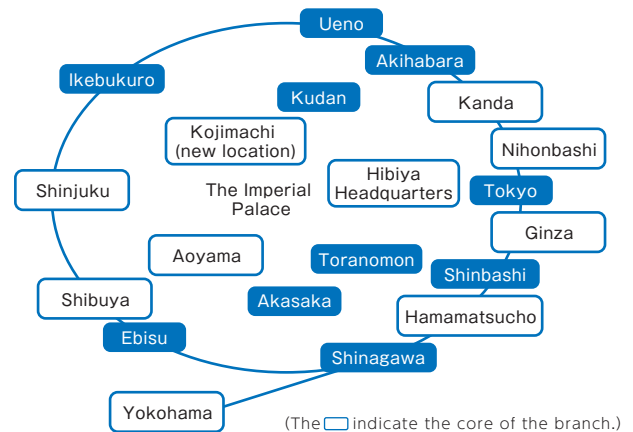 Ueno
Akihabara
Ikebukuro
Kudan
Kanda
Kojimachi
(new location)
Nihonbashi
Hibiya
Headquarters
Shinjuku
The Imperial
Palace
Tokyo
Ginza
Aoyama
Toranomon
Shinbashi
Shibuya
Akasaka
Hamamatsucho
Ebisu
Shinagawa
Yokohama
(The indicate the core of the branch.)